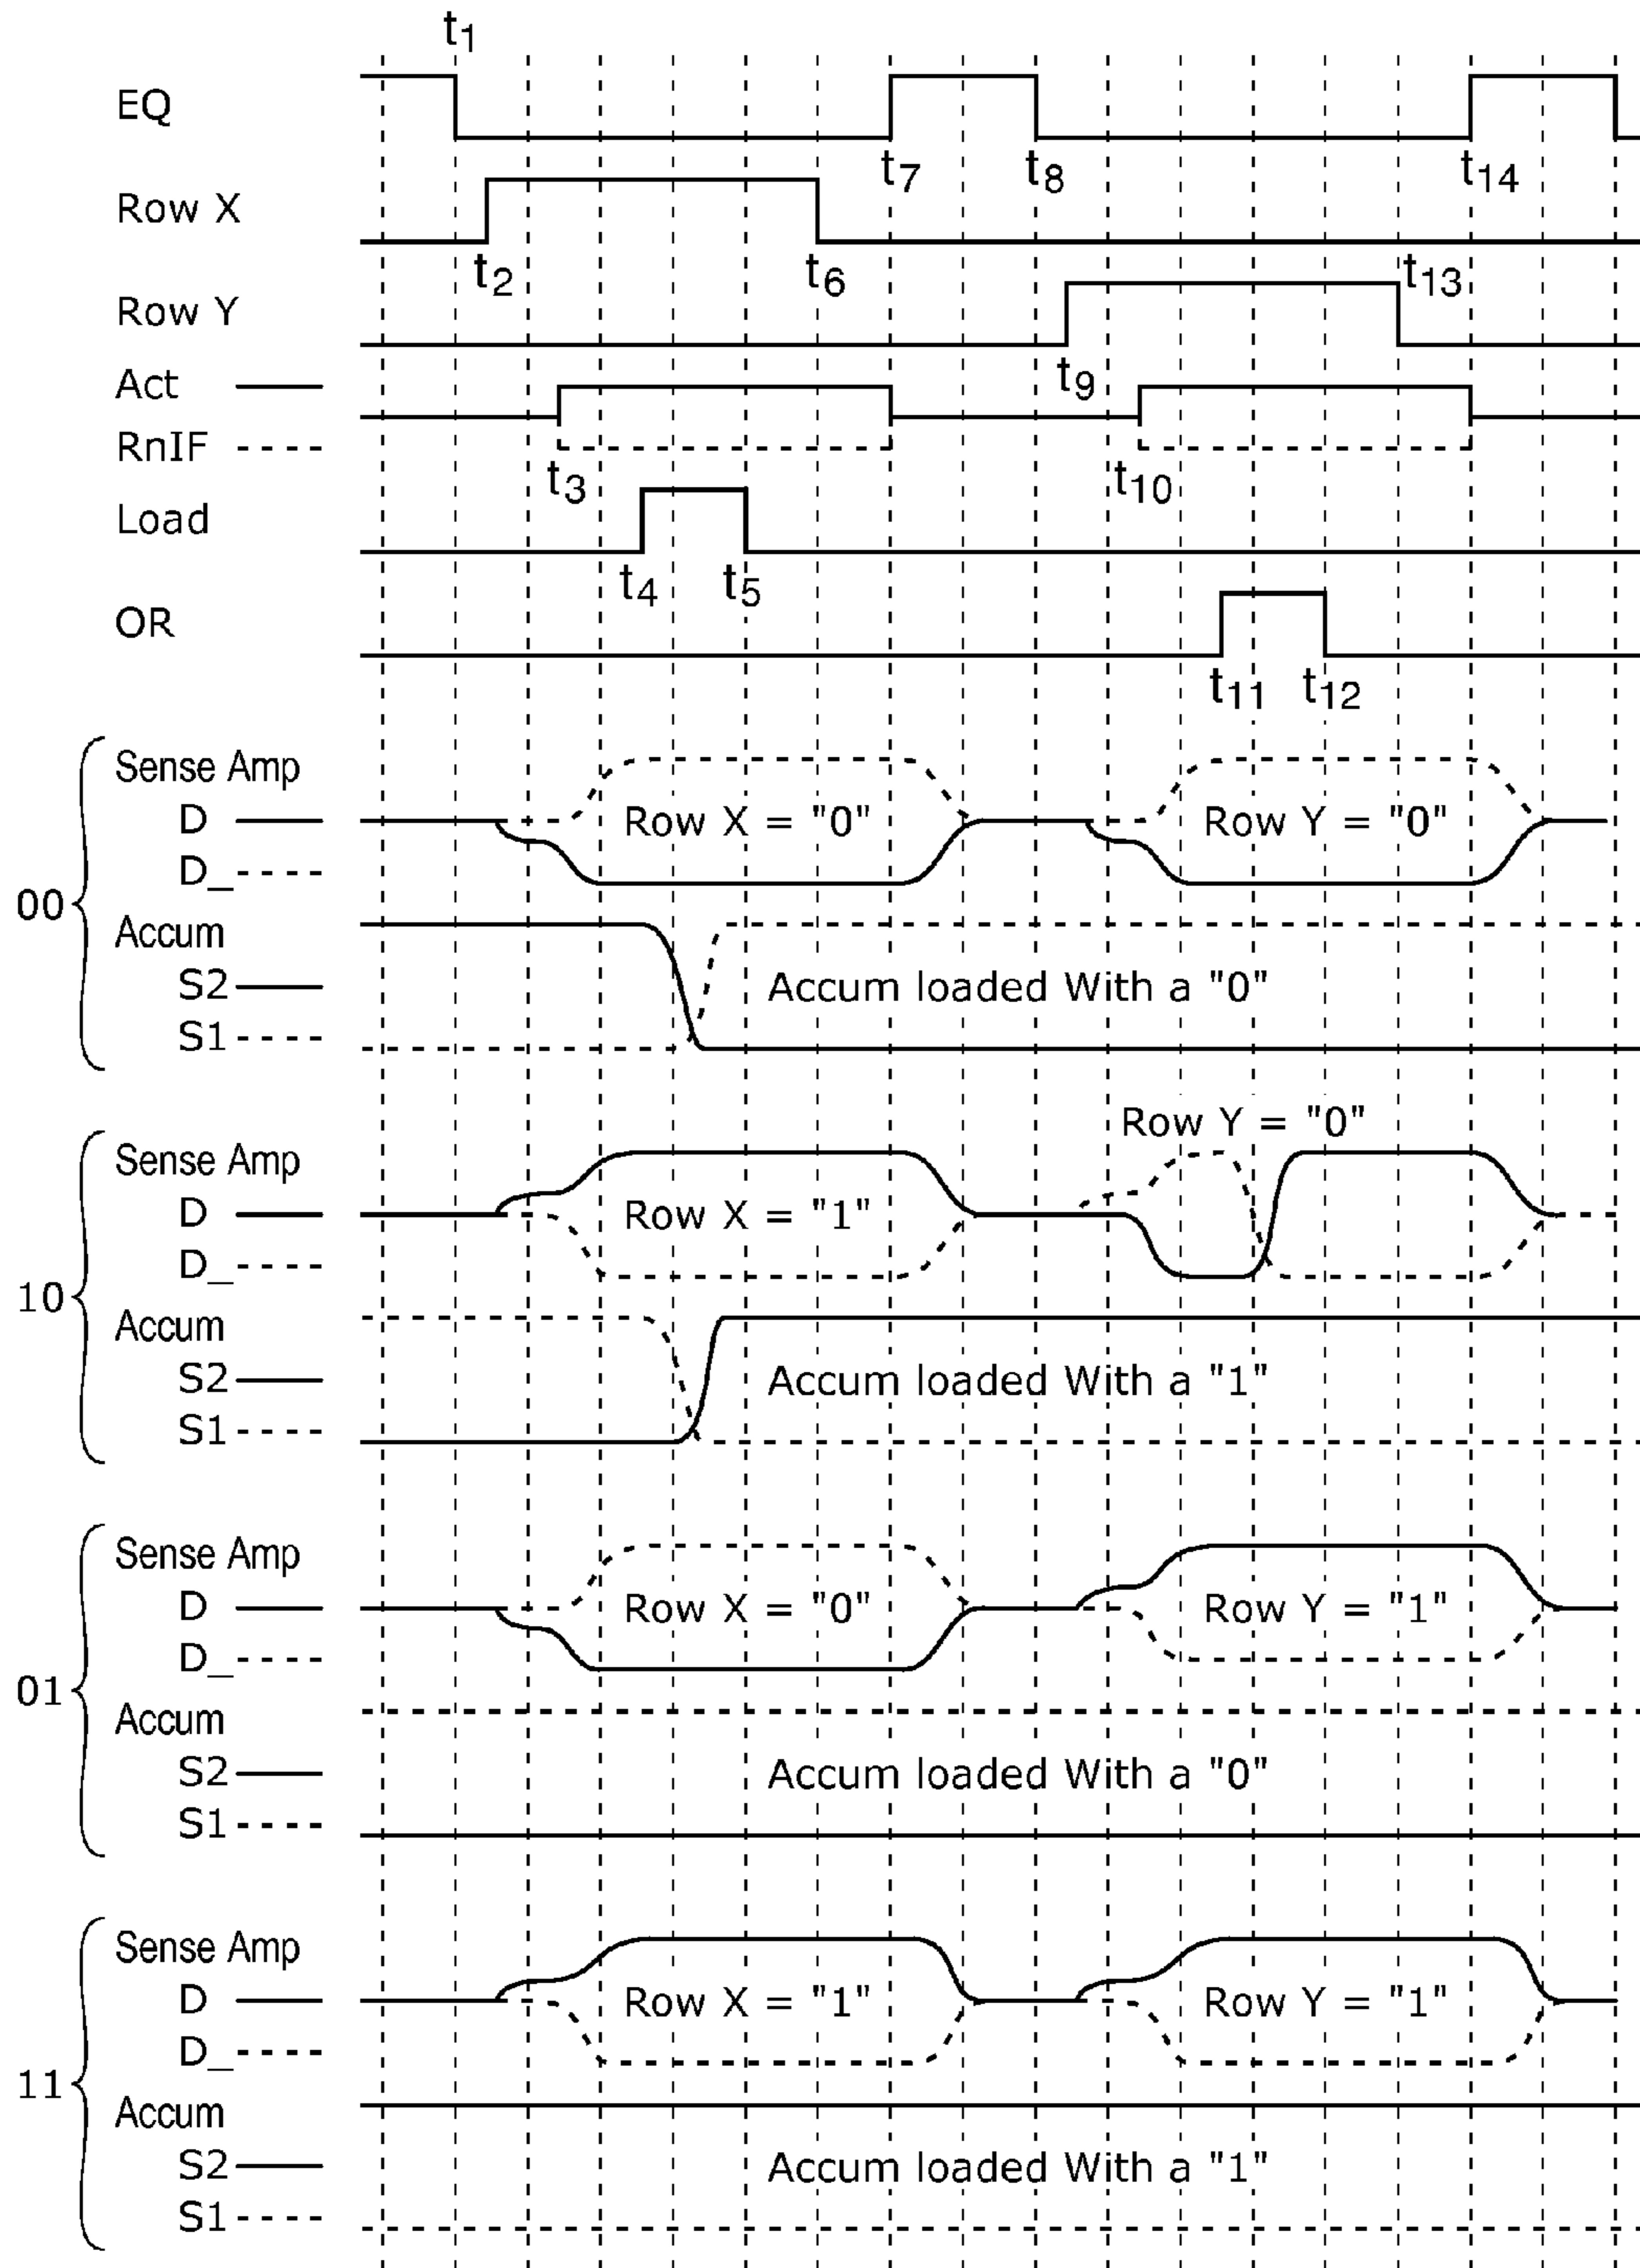 t1
EQ
t7 t8 t14
Row X
t2 t6 t13
Row Y
t9
Act
RnIF
t3 t10
Load
t4 t5
OR
t11 t12
00
Sense Amp
D Row X = "0" Row Y = "0"
D_
Accum
S2 Accum loaded With a "0"
S1
Row Y = "0"
10
Sense Amp
D Row X = "1"
D_
Accum
S2 Accum loaded With a "1"
S1
01
Sense Amp
D Row X = "0" Row Y = "1"
D_
Accum
S2 Accum loaded With a "0"
S1
11
Sense Amp
D Row X = "1" Row Y = "1"
D_
Accum
S2 Accum loaded With a "1"
S1